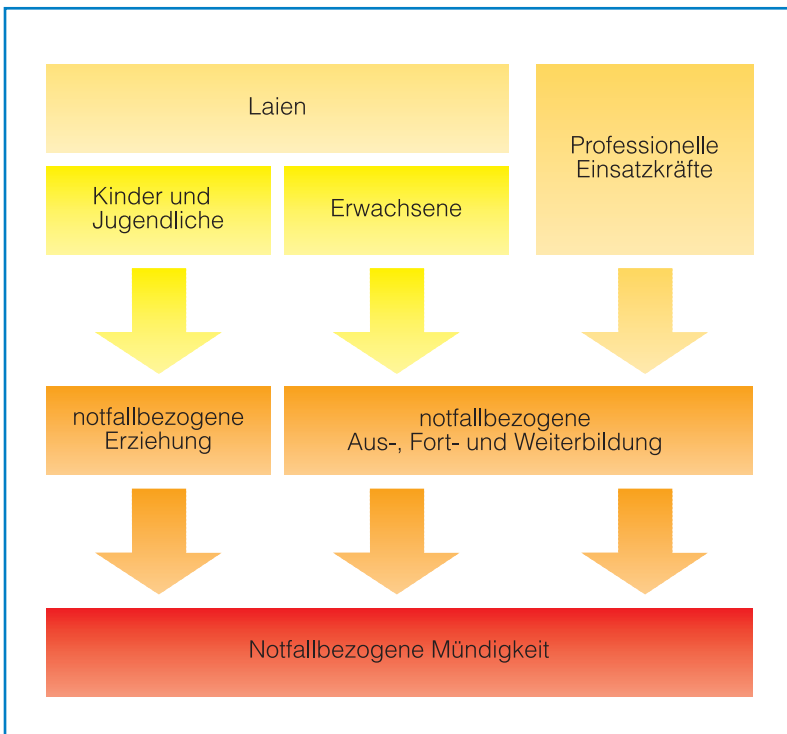 Laien
Professionelle
Einsatzkräfte
Kinder und
Jugendliche
Erwachsene
notfallbezogene
Erziehung
notfallbezogene
Aus-, Fort- und Weiterbildung
Notfallbezogene Mündigkeit